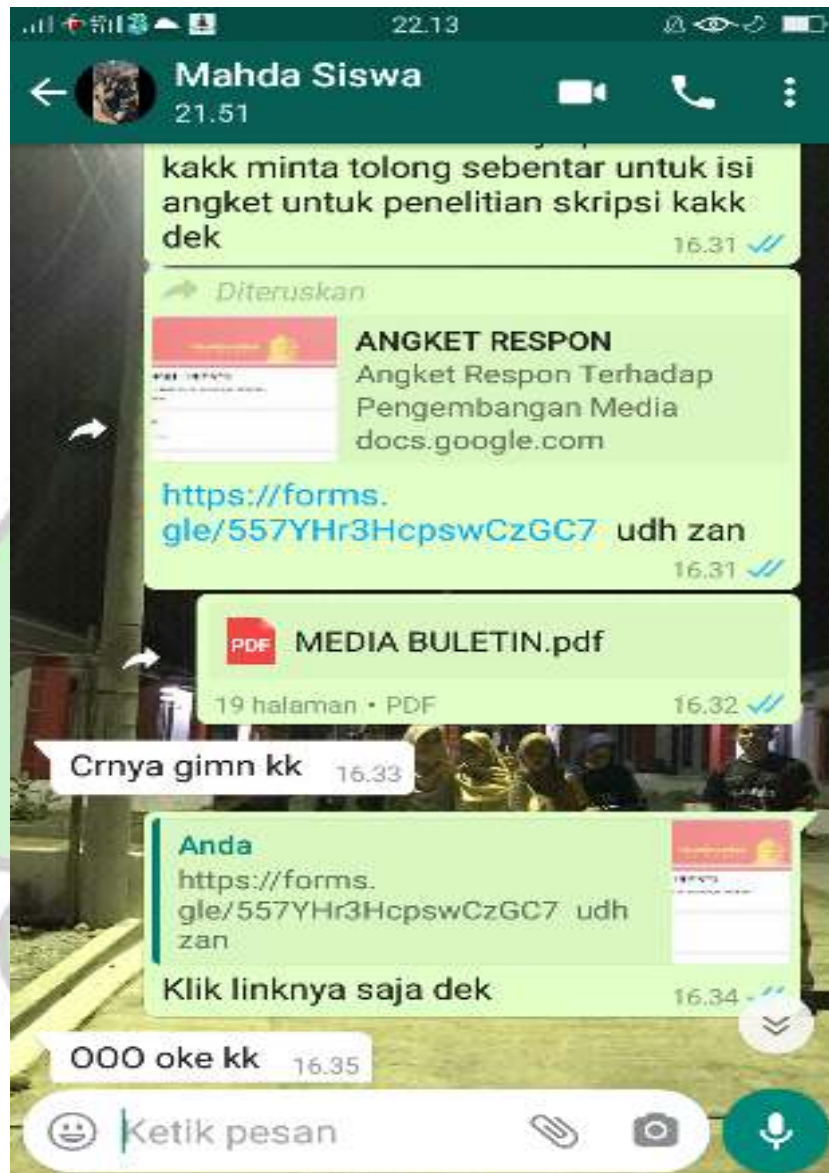 22.13
Mahda Siswa
21.51
kakk minta tolong sebentar untuk isi
angket untuk penelitian skripsi kakk
dek
16.31
Diteruskan
ANGKET RESPON
Angket Respon Terhadap
Pengembangan Media
docs.google.com
https://forms.
gle/557YHr3HcpswCzGC7 udh zan
16.31
PDF MEDIA BULETIN.pdf
19 halaman • PDF 16.32
Crnya gimn kk 16.33
Anda
https://forms.
gle/557YHr3HcpswCzGC7 udh
zan
Klik linknya saja dek 16.34
OOO oke kk 16.35
Ketik pesan